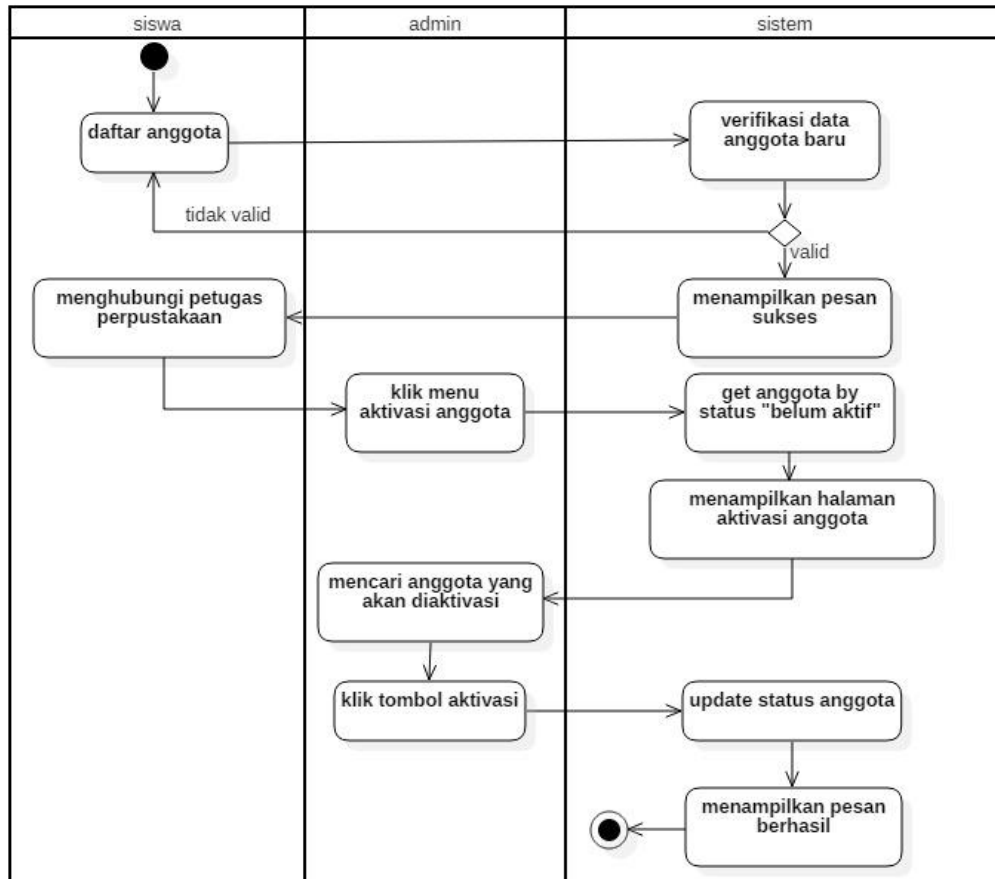 siswa
admin
sistem
daftar anggota
verifikasi data
anggota baru
tidak valid
valid
menghubungi petugas
perpustakaan
menampilkan pesan
sukses
klik menu
aktivasi anggota
get anggota by
status "belum aktif"
menampilkan halaman
aktivasi anggota
mencari anggota yang
akan diaktivasi
klik tombol aktivasi
update status anggota
menampilkan pesan
berhasil